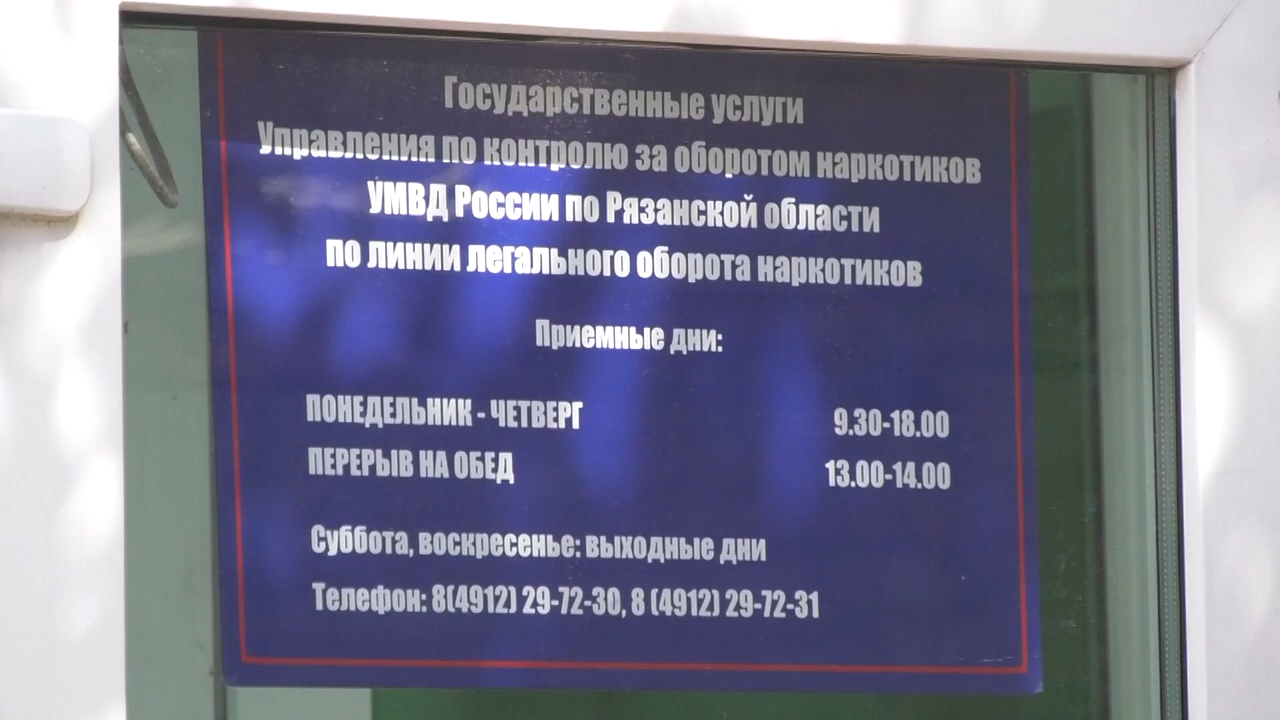 Государственные услуги
Управления по контролю за оборотом наркотиков
УМВД России по Рязанской области
по линии легального оборота наркотиков
Приемные дни:
ПОНЕДЕЛЬНИК - ЧЕТВЕРГ 9.30-18.00
ПЕРЕРЫВ НА ОБЕД 13.00-14.00
Суббота, воскресенье: выходные дни
Телефон: 8(4912) 29-72-30, 8 (4912) 29-72-31